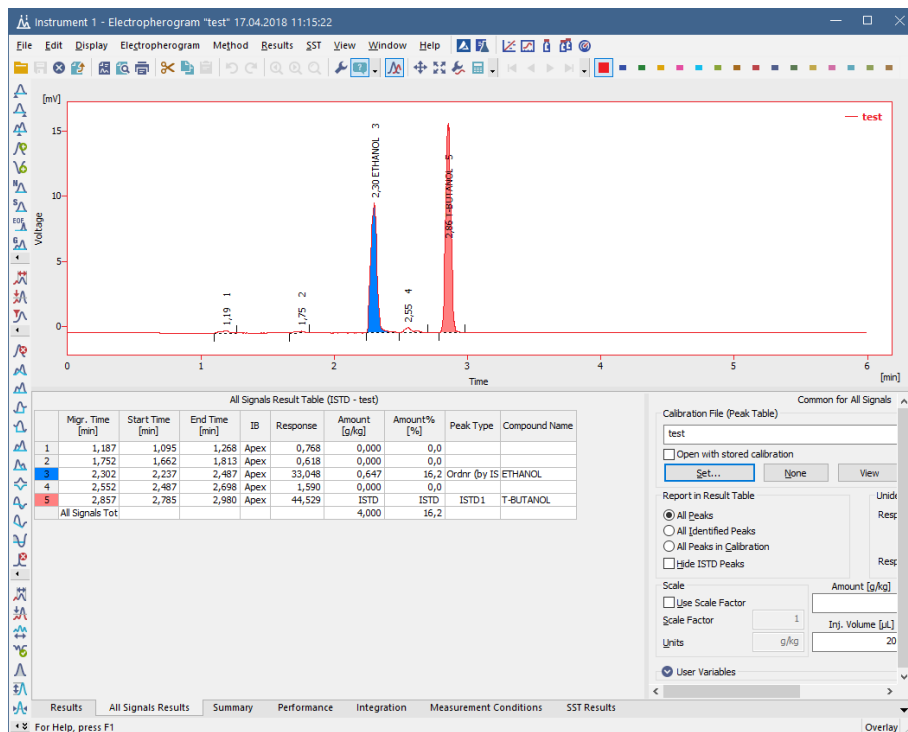 Instrument 1 - Electropherogram "test" 17.04.2018 11:15:22
File Edit Display Electropherogram Method Results SST View Window Help
[mV]
test
15
10
5
0
Voltage
1,19 1
1,75 2
2,30 ETHANOL 3
2,55 4
2,86 T-BUTANOL 5
0 1 2 3 4 5 6
Time
[min]
All Signals Result Table (ISTD - test)
Migr. Time [min] Start Time [min] End Time [min] IB Response Amount [g/kg] Amount% [%] Peak Type Compound Name
1 1,187 1,095 1,268 Apex 0,768 0,000 0,0
2 1,752 1,662 1,813 Apex 0,618 0,000 0,0
3 2,302 2,237 2,487 Apex 33,048 0,647 16,2 Ordnr (by IS ETHANOL
4 2,552 2,487 2,698 Apex 1,590 0,000 0,0
5 2,857 2,785 2,980 Apex 44,529 ISTD ISTD ISTD1 T-BUTANOL
All Signals Tot 4,000 16,2
Common for All Signals
Calibration File (Peak Table)
test
Open with stored calibration
Set... None View
Report in Result Table
All Peaks
All Identified Peaks
All Peaks in Calibration
Hide ISTD Peaks
Unide
Resp
Resp
Scale
Use Scale Factor
Scale Factor 1
Units g/kg
Amount [g/kg]
Inj. Volume [µL]
20
User Variables
Results All Signals Results Summary Performance Integration Measurement Conditions SST Results
For Help, press F1
Overlay